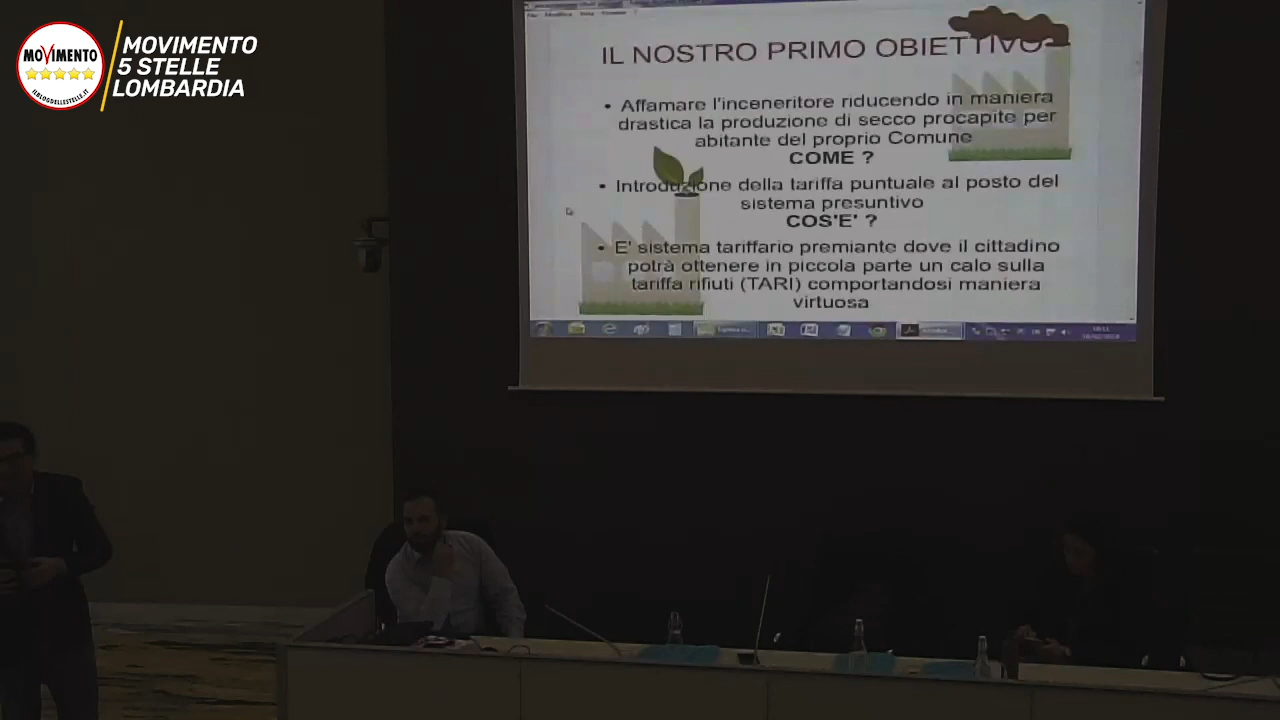 MOVIMENTO
ILBLOGDELLESTELLE.IT
MOVIMENTO
5 STELLE
LOMBARDIA
IL NOSTRO PRIMO OBIETTIVO
• Affamare l'inceneritore riducendo in maniera
drastica la produzione di secco procapite per
abitante del proprio Comune
COME ?
• Introduzione della tariffa puntuale al posto del
sistema presuntivo
COS'E' ?
• E' sistema tariffario premiante dove il cittadino
potrà ottenere in piccola parte un calo sulla
tariffa rifiuti (TARI) comportandosi maniera
virtuosa